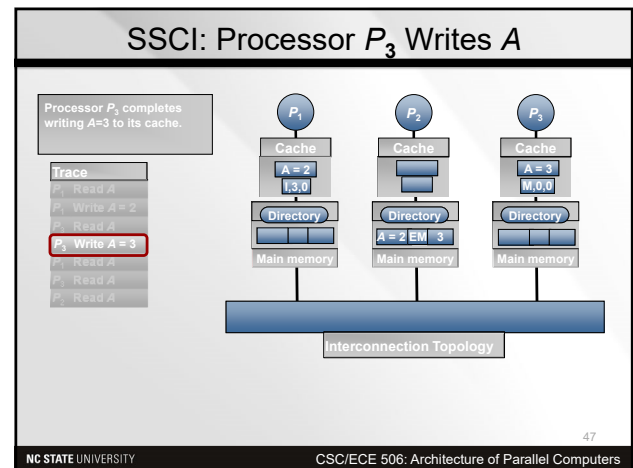 SSCI: Processor P₃ Writes A
Processor P₃ completes
writing A=3 to its cache.
Trace
P₁ Read A
P₁ Write A = 2
P₃ Read A
P₃ Write A = 3
P₁ Read A
P₃ Read A
P₂ Read A
P₁
P₂
P₃
Cache
Cache
Cache
A = 2
A = 3
I,3,0
M,0,0
Directory
Directory
Directory
A = 2 EM 3
Main memory
Main memory
Main memory
Interconnection Topology
47
NC STATE UNIVERSITY
CSC/ECE 506: Architecture of Parallel Computers